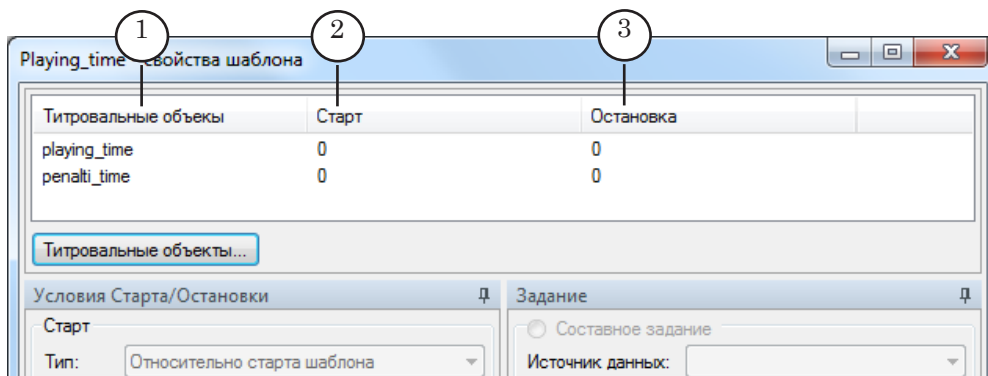 1 2 3
Playing_time свойства шаблона
Титровальные объекы Старт Остановка
playing_time 0 0
penalti_time 0 0
Титровальные объекты...
Условия Старта/Остановки Задание
Старт Составное задание
Тип: Относительно старта шаблона Источник данных: